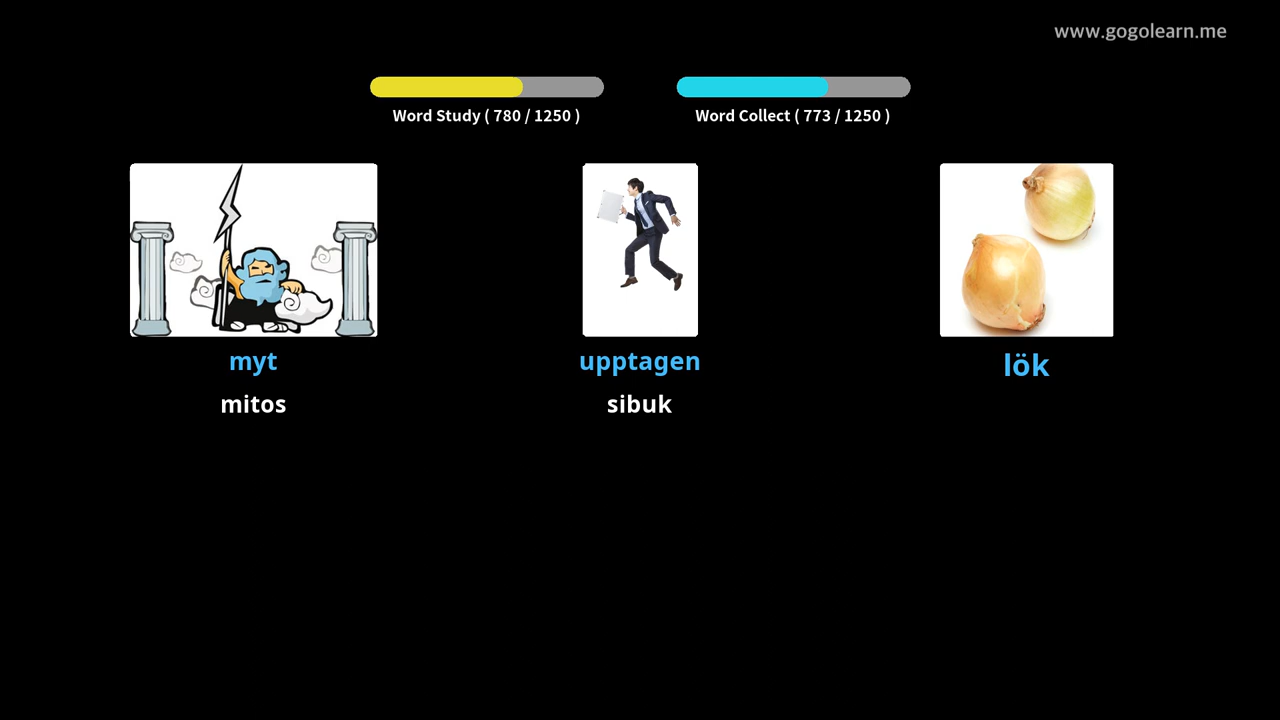 www.gogolearn.me
Word Study ( 780 / 1250 )
Word Collect ( 773 / 1250 )
myt
upptagen
lök
mitos
sibuk